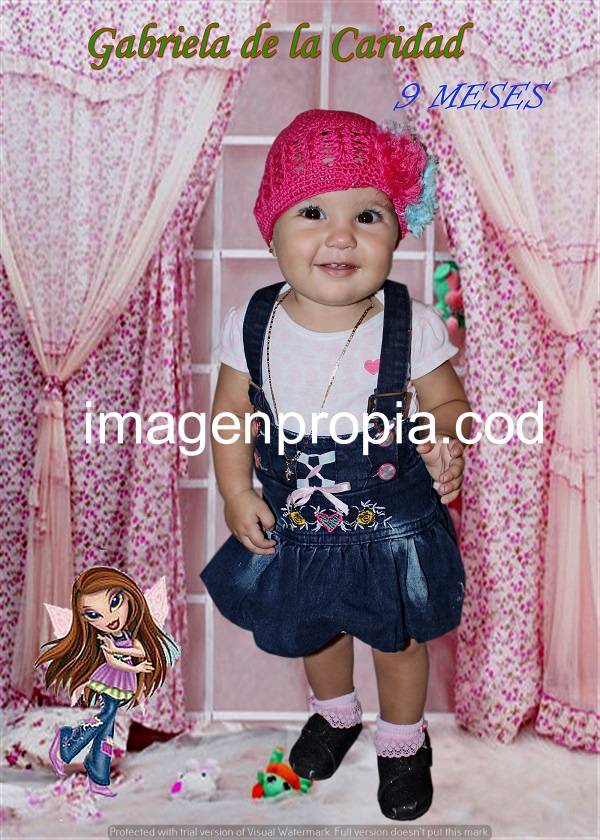 Gabriela de la Caridad
9 MESES
imagenpropia.cod
Protected with trial version of Visual Watermark. Full version doesn't put this mark.